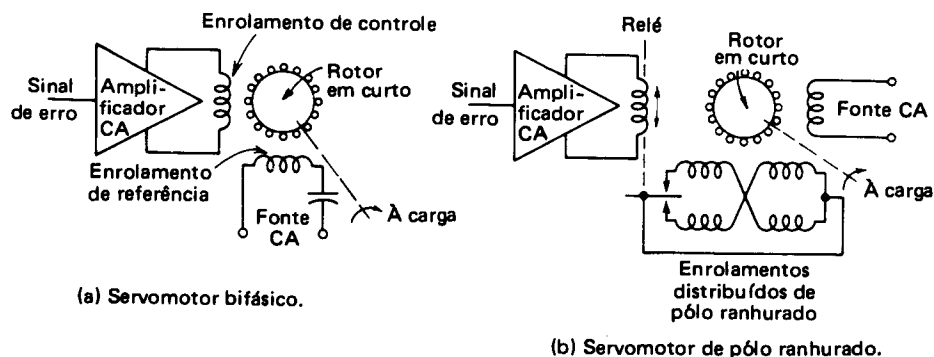 Enrolamento de controle
Sinal
de erro
Ampli-
ficador
CA
Rotor
em curto
Enrolamento
de referência
Fonte
CA
À carga
(a) Servomotor bifásico.
Relé
Sinal
de erro
Ampli-
ficador
CA
Rotor
em curto
Fonte CA
À carga
Enrolamentos
distribuídos de
pólo ranhurado
(b) Servomotor de pólo ranhurado.